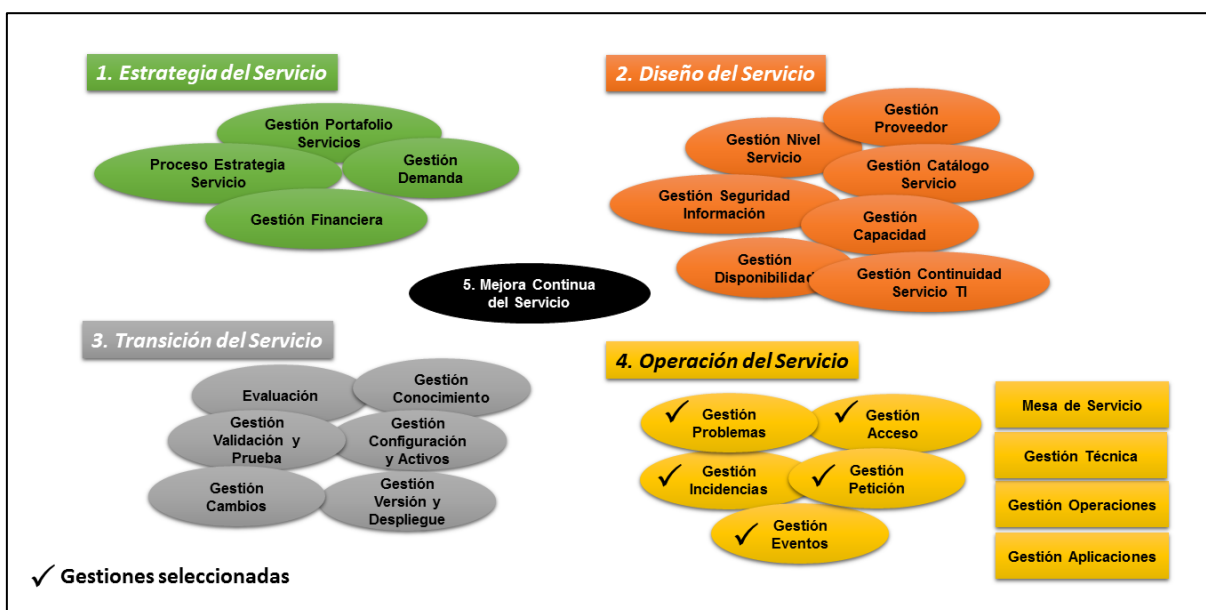 1. Estrategia del Servicio
Gestión Portafolio
Servicios
Proceso Estrategia
Servicio
Gestión
Demanda
Gestión Financiera
2. Diseño del Servicio
Gestión
Proveedor
Gestión Nivel
Servicio
Gestión Catálogo
Servicio
Gestión Seguridad
Información
Gestión
Capacidad
Gestión
Disponibilidad
Gestión Continuidad
Servicio TI
5. Mejora Continua
del Servicio
3. Transición del Servicio
Evaluación
Gestión
Conocimiento
Gestión
Validación y
Prueba
Gestión
Configuración
y Activos
Gestión
Cambios
Gestión
Versión y
Despliegue
4. Operación del Servicio
Gestión
Problemas
Gestión
Acceso
Gestión
Incidencias
Gestión
Petición
Gestión
Eventos
Mesa de Servicio
Gestión Técnica
Gestión Operaciones
Gestión Aplicaciones
✓ Gestiones seleccionadas